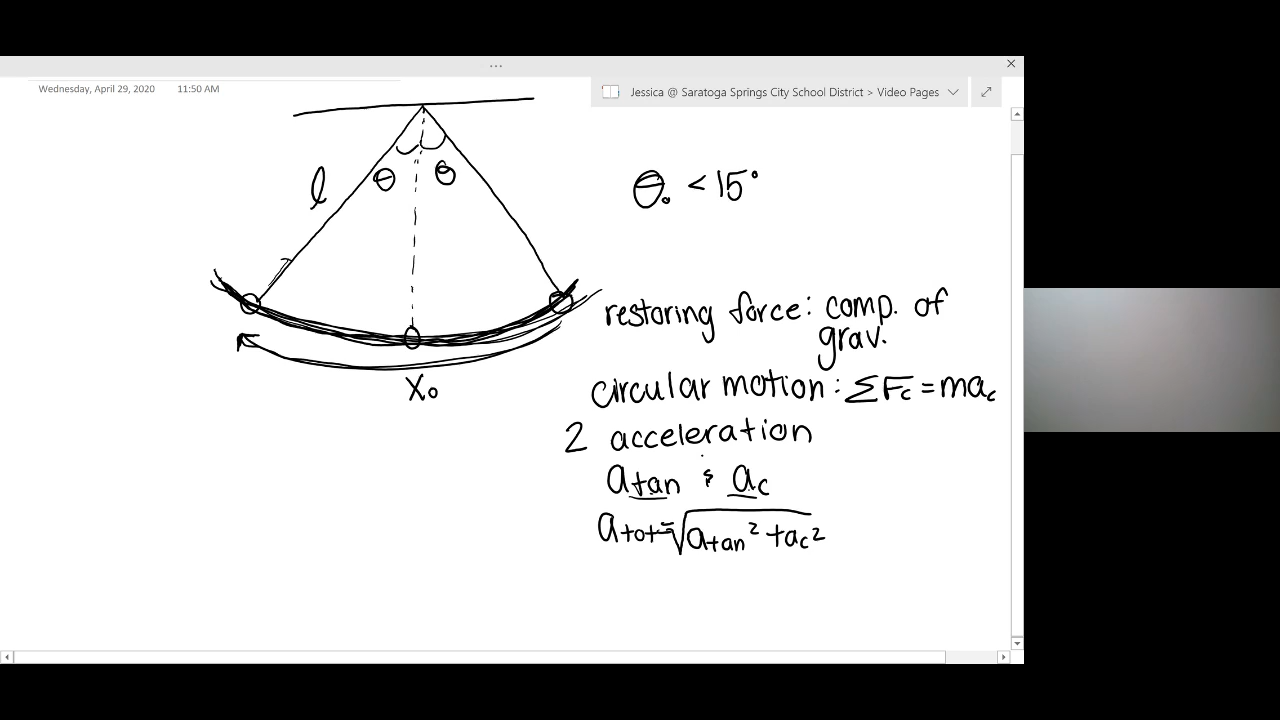 Wednesday, April 29, 2020 11:50 AM
Jessica @ Saratoga Springs City School District > Video Pages
l
θ θ
θ₀ < 15°
restoring force: comp. of
grav.
X₀
circular motion: ΣFc = mac
2 acceleration
atan & ac
atot = √atan² + ac²